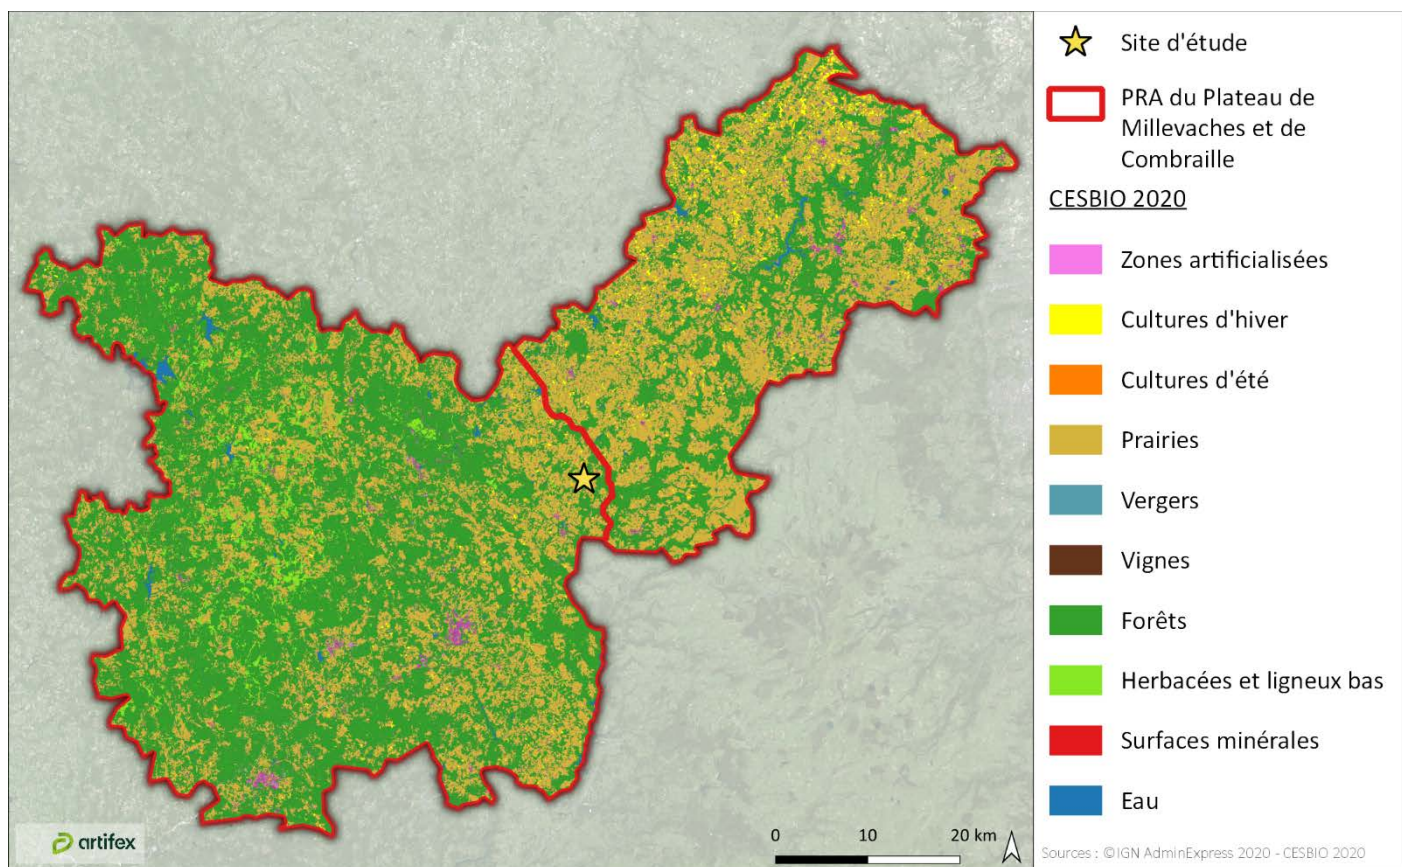 Site d'étude
PRA du Plateau de
Millevaches et de
Combraille
CESBIO 2020
Zones artificialisées
Cultures d'hiver
Cultures d'été
Prairies
Vergers
Vignes
Forêts
Herbacées et ligneux bas
Surfaces minérales
Eau
artifex
0 10 20 km
Sources : ©IGN AdminExpress 2020 - CESBIO 2020